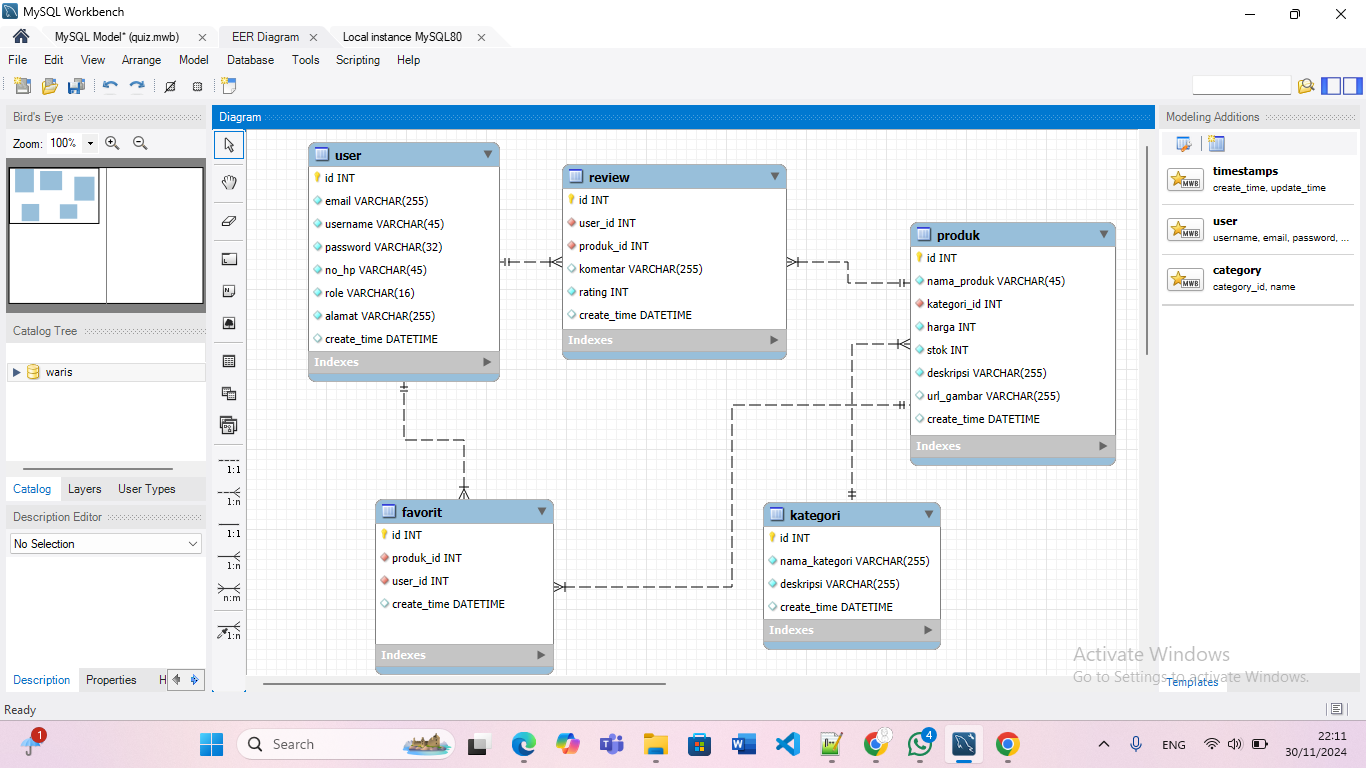 MySQL Workbench
MySQL Model* (quiz.mwb)
EER Diagram
Local instance MySQL80
File Edit View Arrange Model Database Tools Scripting Help
Bird's Eye
Zoom: 100%
Catalog Tree
waris
Catalog Layers User Types
Description Editor
No Selection
Description Properties H
Diagram
1:1
1:n
1:1
1:n
n:m
1:n
user
id INT
email VARCHAR(255)
username VARCHAR(45)
password VARCHAR(32)
no_hp VARCHAR(45)
role VARCHAR(16)
alamat VARCHAR(255)
create_time DATETIME
Indexes
review
id INT
user_id INT
produk_id INT
komentar VARCHAR(255)
rating INT
create_time DATETIME
Indexes
produk
id INT
nama_produk VARCHAR(45)
kategori_id INT
harga INT
stok INT
deskripsi VARCHAR(255)
url_gambar VARCHAR(255)
create_time DATETIME
Indexes
favorit
id INT
produk_id INT
user_id INT
create_time DATETIME
Indexes
kategori
id INT
nama_kategori VARCHAR(255)
deskripsi VARCHAR(255)
create_time DATETIME
Indexes
Modeling Additions
MWB
timestamps
create_time, update_time
MWB
user
username, email, password, ...
MWB
category
category_id, name
Activate Windows
Go to Settings to activate Windows.
Templates
Ready
1
Search
4
ENG
22:11
30/11/2024